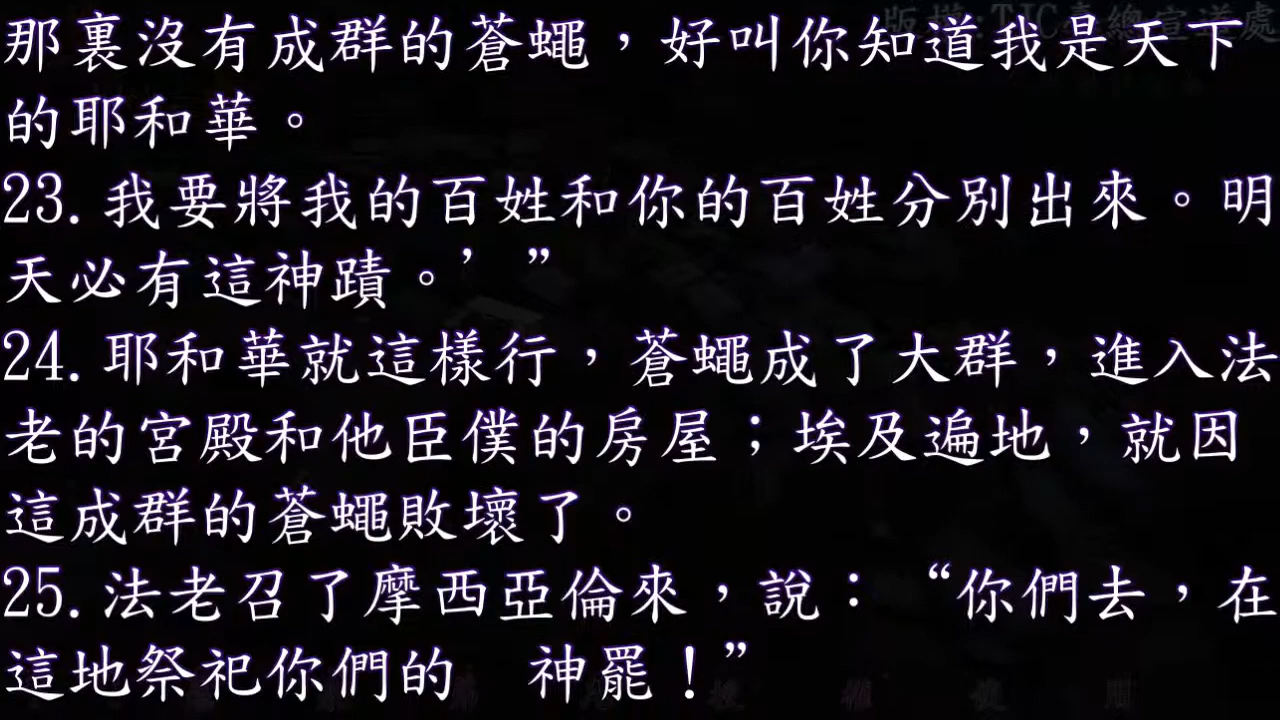 那裏沒有成群的蒼蠅，好叫你知道我是天下
的耶和華。
23.我要將我的百姓和你的百姓分別出來。明
天必有這神蹟。’”
24.耶和華就這樣行，蒼蠅成了大群，進入法
老的宮殿和他臣僕的房屋；埃及遍地，就因
這成群的蒼蠅敗壞了。
25.法老召了摩西亞倫來，說：“你們去，在
這地祭祀你們的　神罷！”